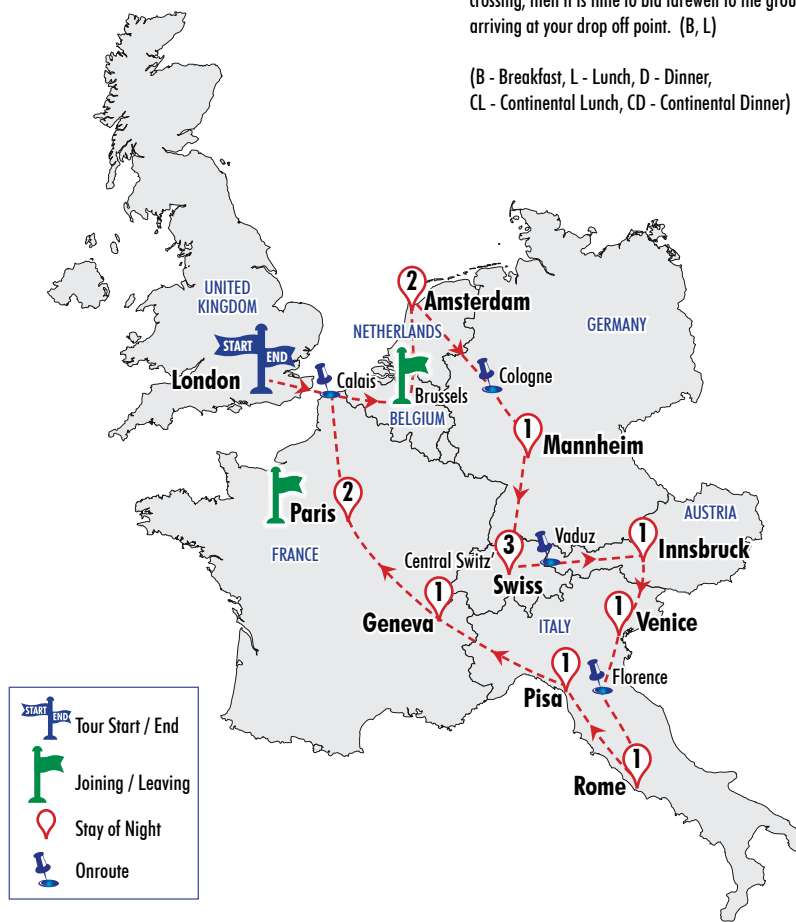 crossing, then it is time to bid farewell to the grou
arriving at your drop off point. (B, L)
(B - Breakfast, L - Lunch, D - Dinner,
CL - Continental Lunch, CD - Continental Dinner)
2
Amsterdam
UNITED
KINGDOM
NETHERLANDS
GERMANY
START
END
London
Calais
Cologne
Brussels
BELGIUM
1
Mannheim
2
Paris
AUSTRIA
FRANCE
3
Vaduz
1
Innsbruck
Central Switz'
Swiss
1
Geneva
ITALY
1
Venice
1
Pisa
Florence
1
Rome
START
END
Tour Start / End
Joining / Leaving
Stay of Night
Onroute